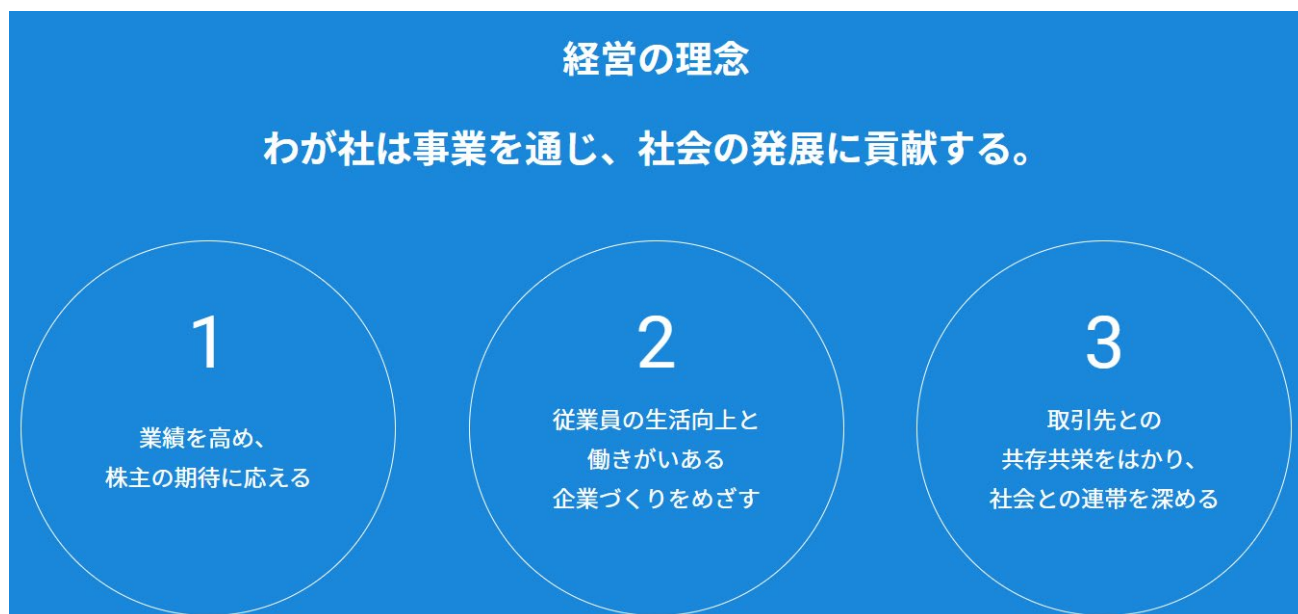 経営の理念
わが社は事業を通じ、社会の発展に貢献する。
1
業績を高め、
株主の期待に応える
2
従業員の生活向上と
働きがいある
企業づくりをめざす
3
取引先との
共存共栄をはかり、
社会との連帯を深める